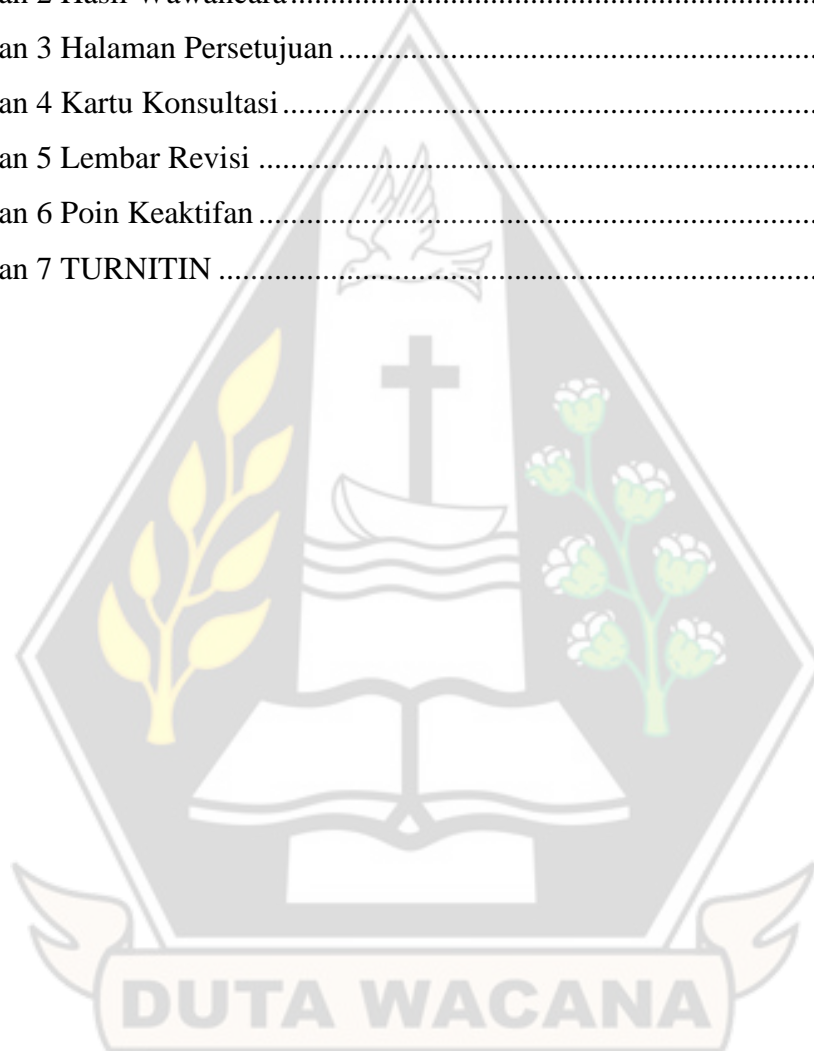 an 3 Halaman Persetujuan ........................................................................
an 4 Kartu Konsultasi ...............................................................................
an 5 Lembar Revisi ..................................................................................
an 6 Poin Keaktifan ..................................................................................
an 7 TURNITIN .......................................................................................
DUTA WACANA